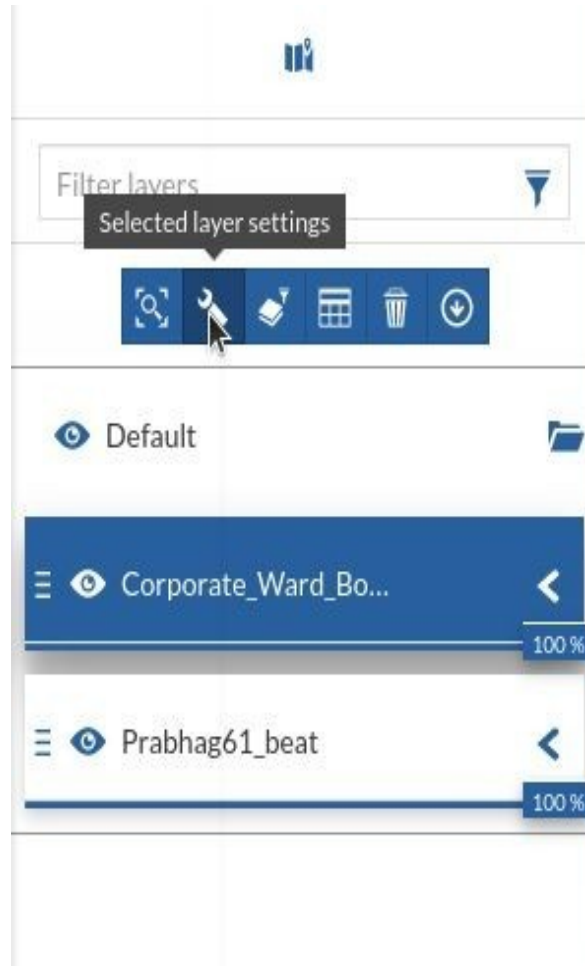 Filter layers
Selected layer settings
Default
Corporate_Ward_Bo...
100 %
Prabhag61_beat
100 %